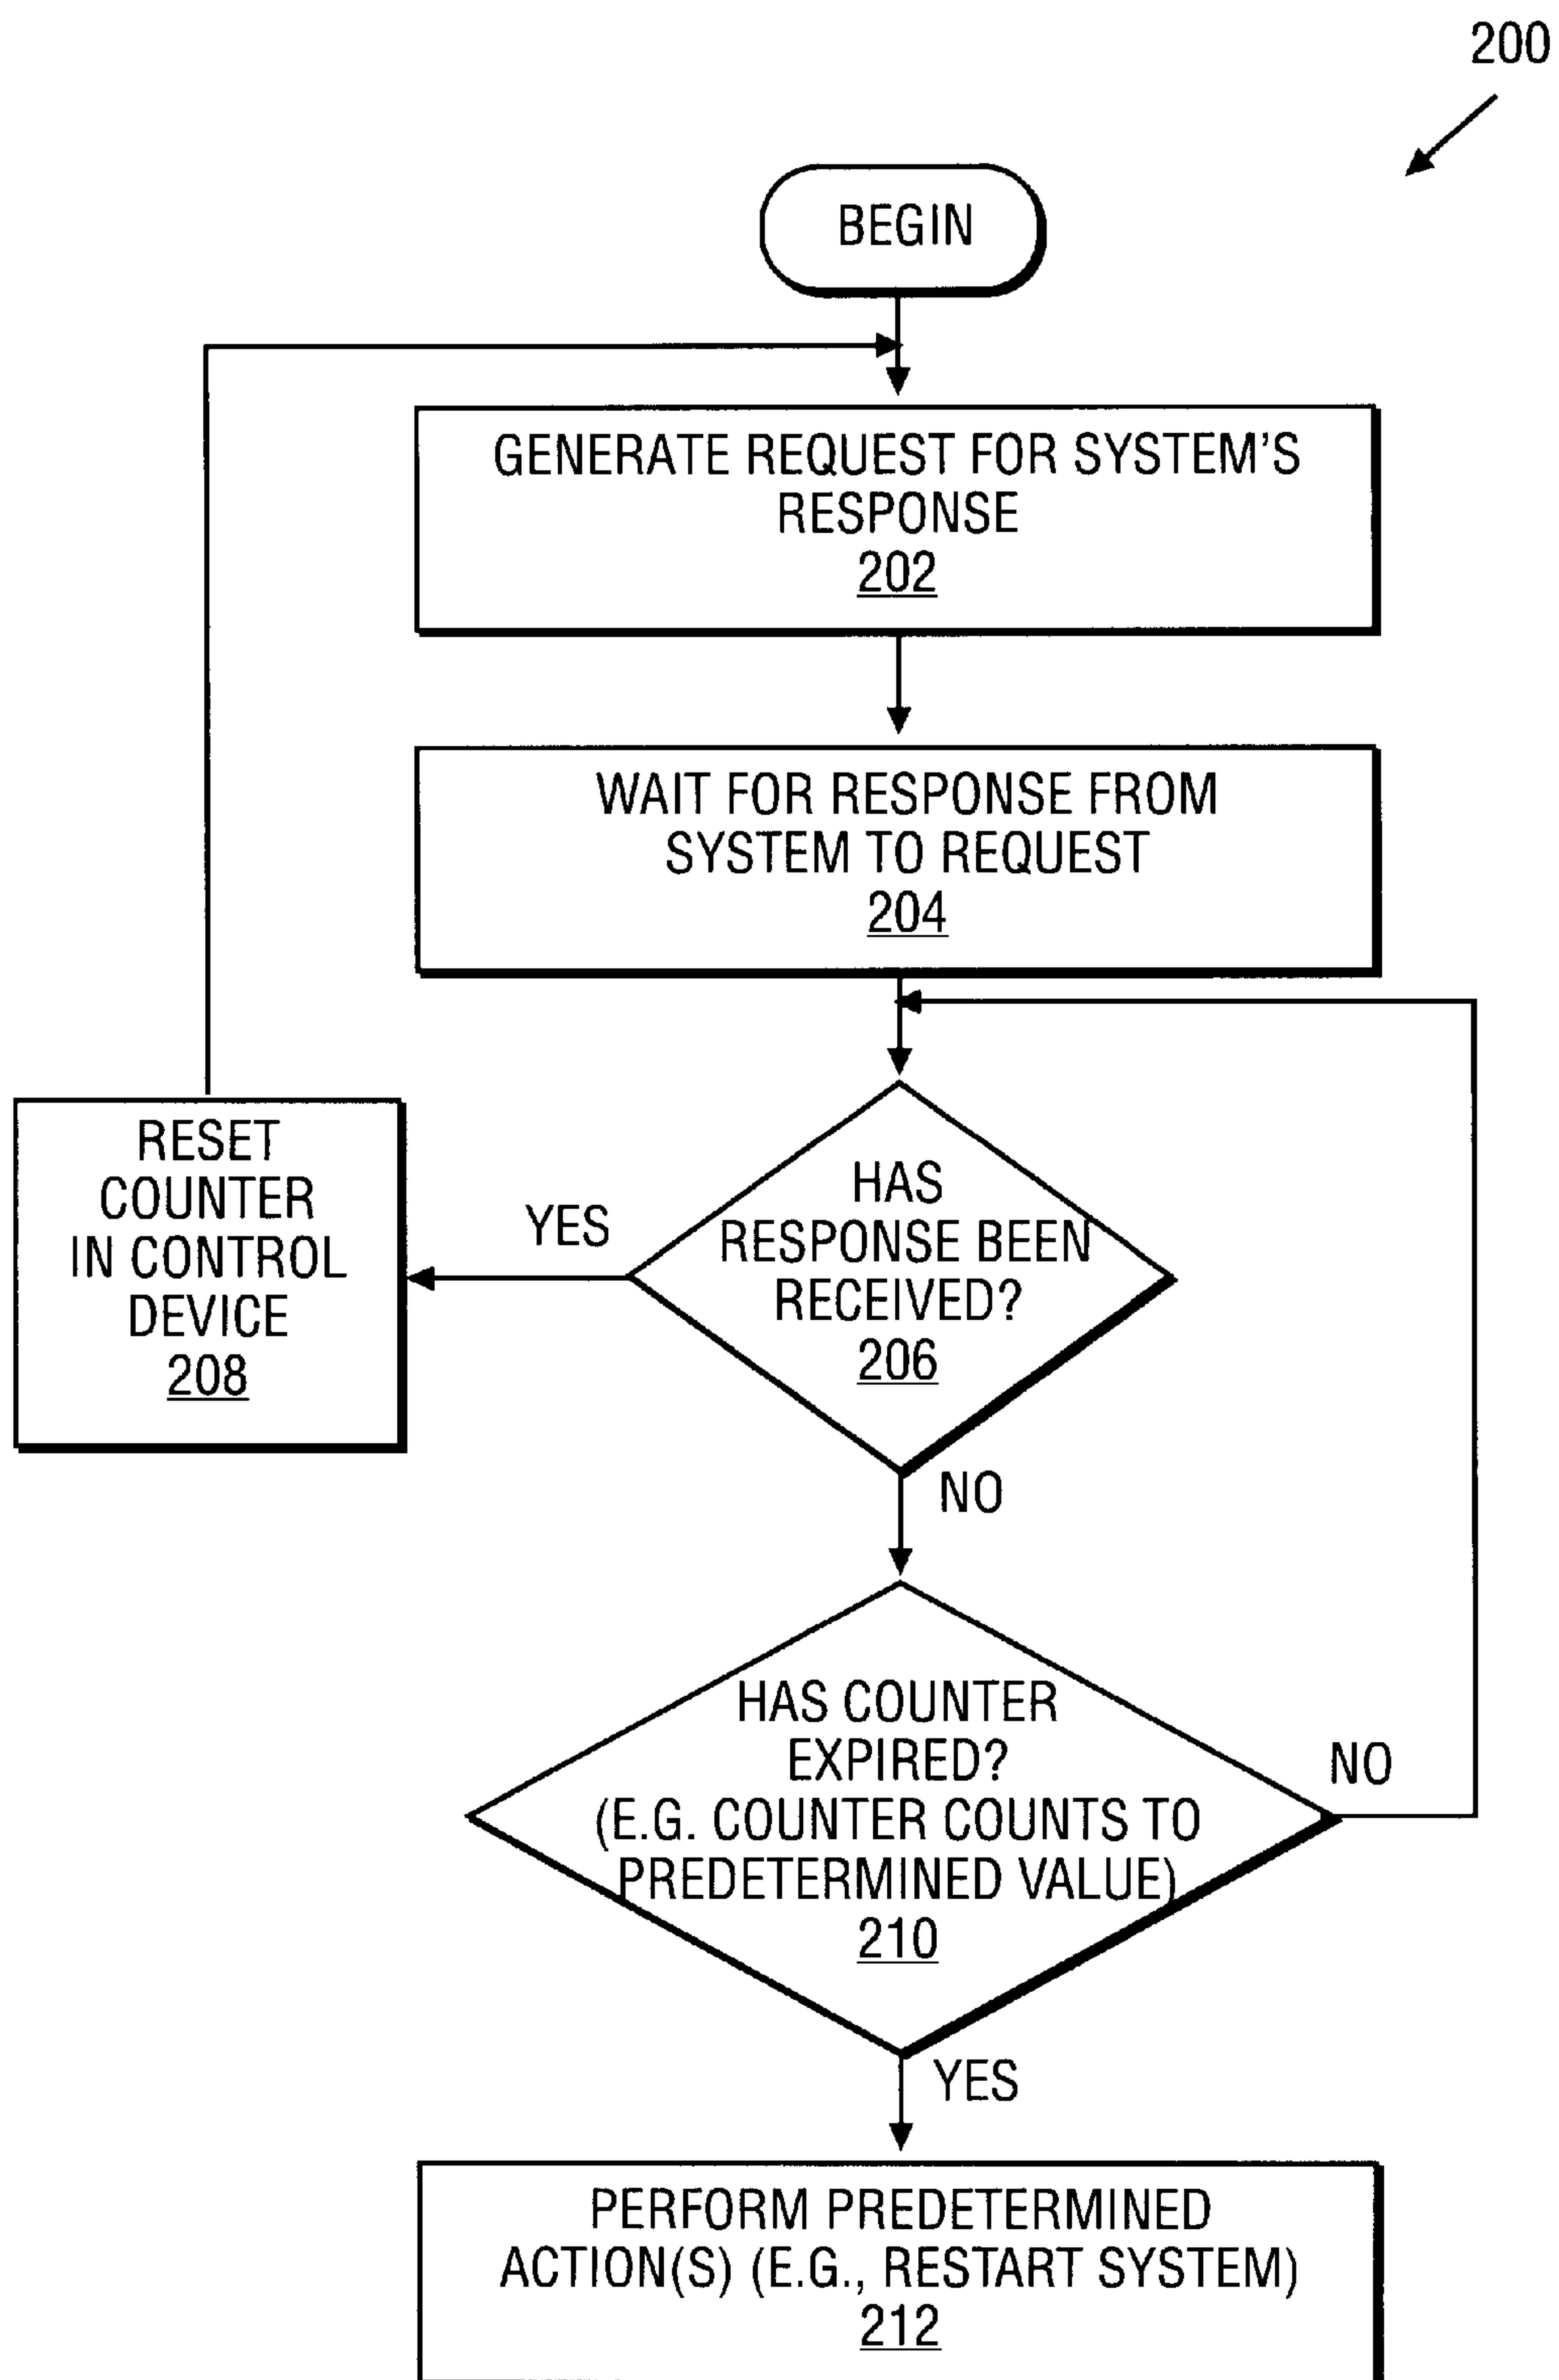 200
BEGIN
GENERATE REQUEST FOR SYSTEM'S
RESPONSE
202
WAIT FOR RESPONSE FROM
SYSTEM TO REQUEST
204
RESET
COUNTER
IN CONTROL
DEVICE
208
YES
HAS
RESPONSE BEEN
RECEIVED?
206
NO
HAS COUNTER
EXPIRED?
(E.G. COUNTER COUNTS TO
PREDETERMINED VALUE)
210
NO
YES
PERFORM PREDETERMINED
ACTION(S) (E.G., RESTART SYSTEM)
212